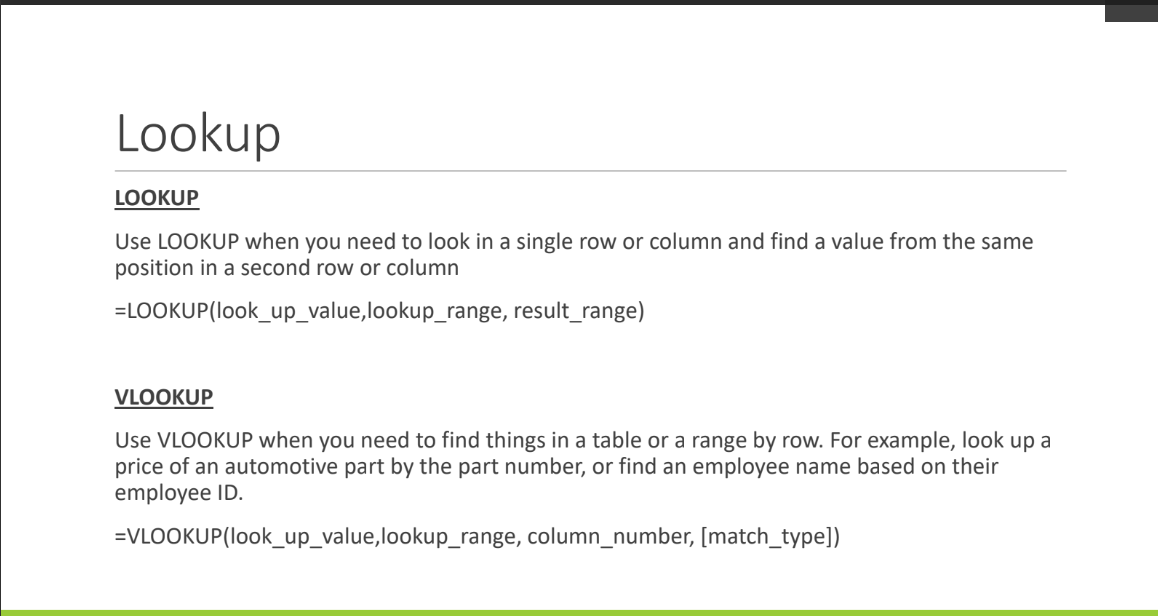 Lookup
LOOKUP
Use LOOKUP when you need to look in a single row or column and find a value from the same
position in a second row or column
=LOOKUP(look_up_value,lookup_range, result_range)
VLOOKUP
Use VLOOKUP when you need to find things in a table or a range by row. For example, look up a
price of an automotive part by the part number, or find an employee name based on their
employee ID.
=VLOOKUP(look_up_value,lookup_range, column_number, [match_type])